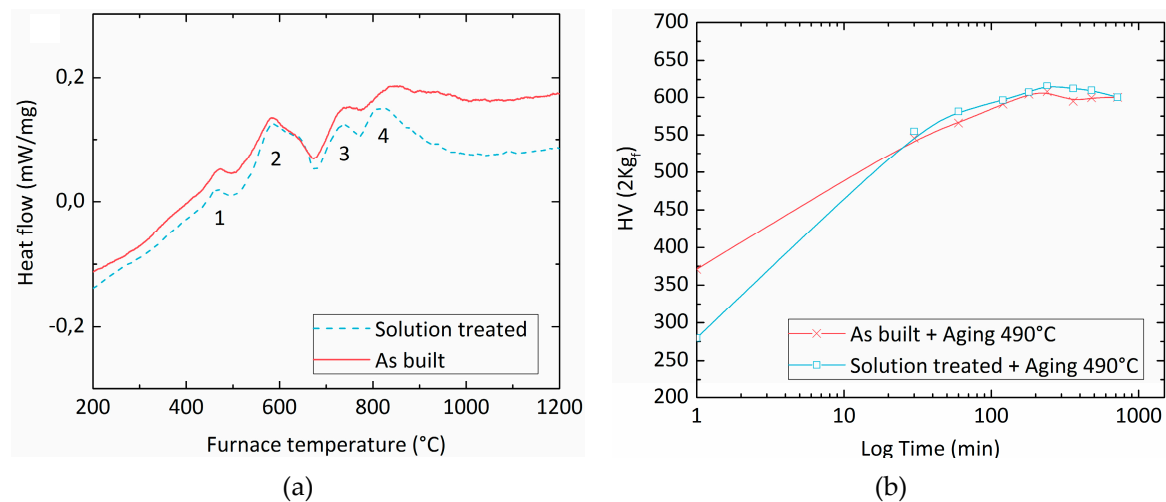 0,2
0,0
-0,2
Heat flow (mW/mg)
1
2
3
4
Solution treated
As built
200 400 600 800 1000 1200
Furnace temperature (°C)
(a)
700
650
600
550
500
450
400
350
300
250
200
HV (2Kgf)
As built + Aging 490°C
Solution treated + Aging 490°C
1 10 100 1000
Log Time (min)
(b)